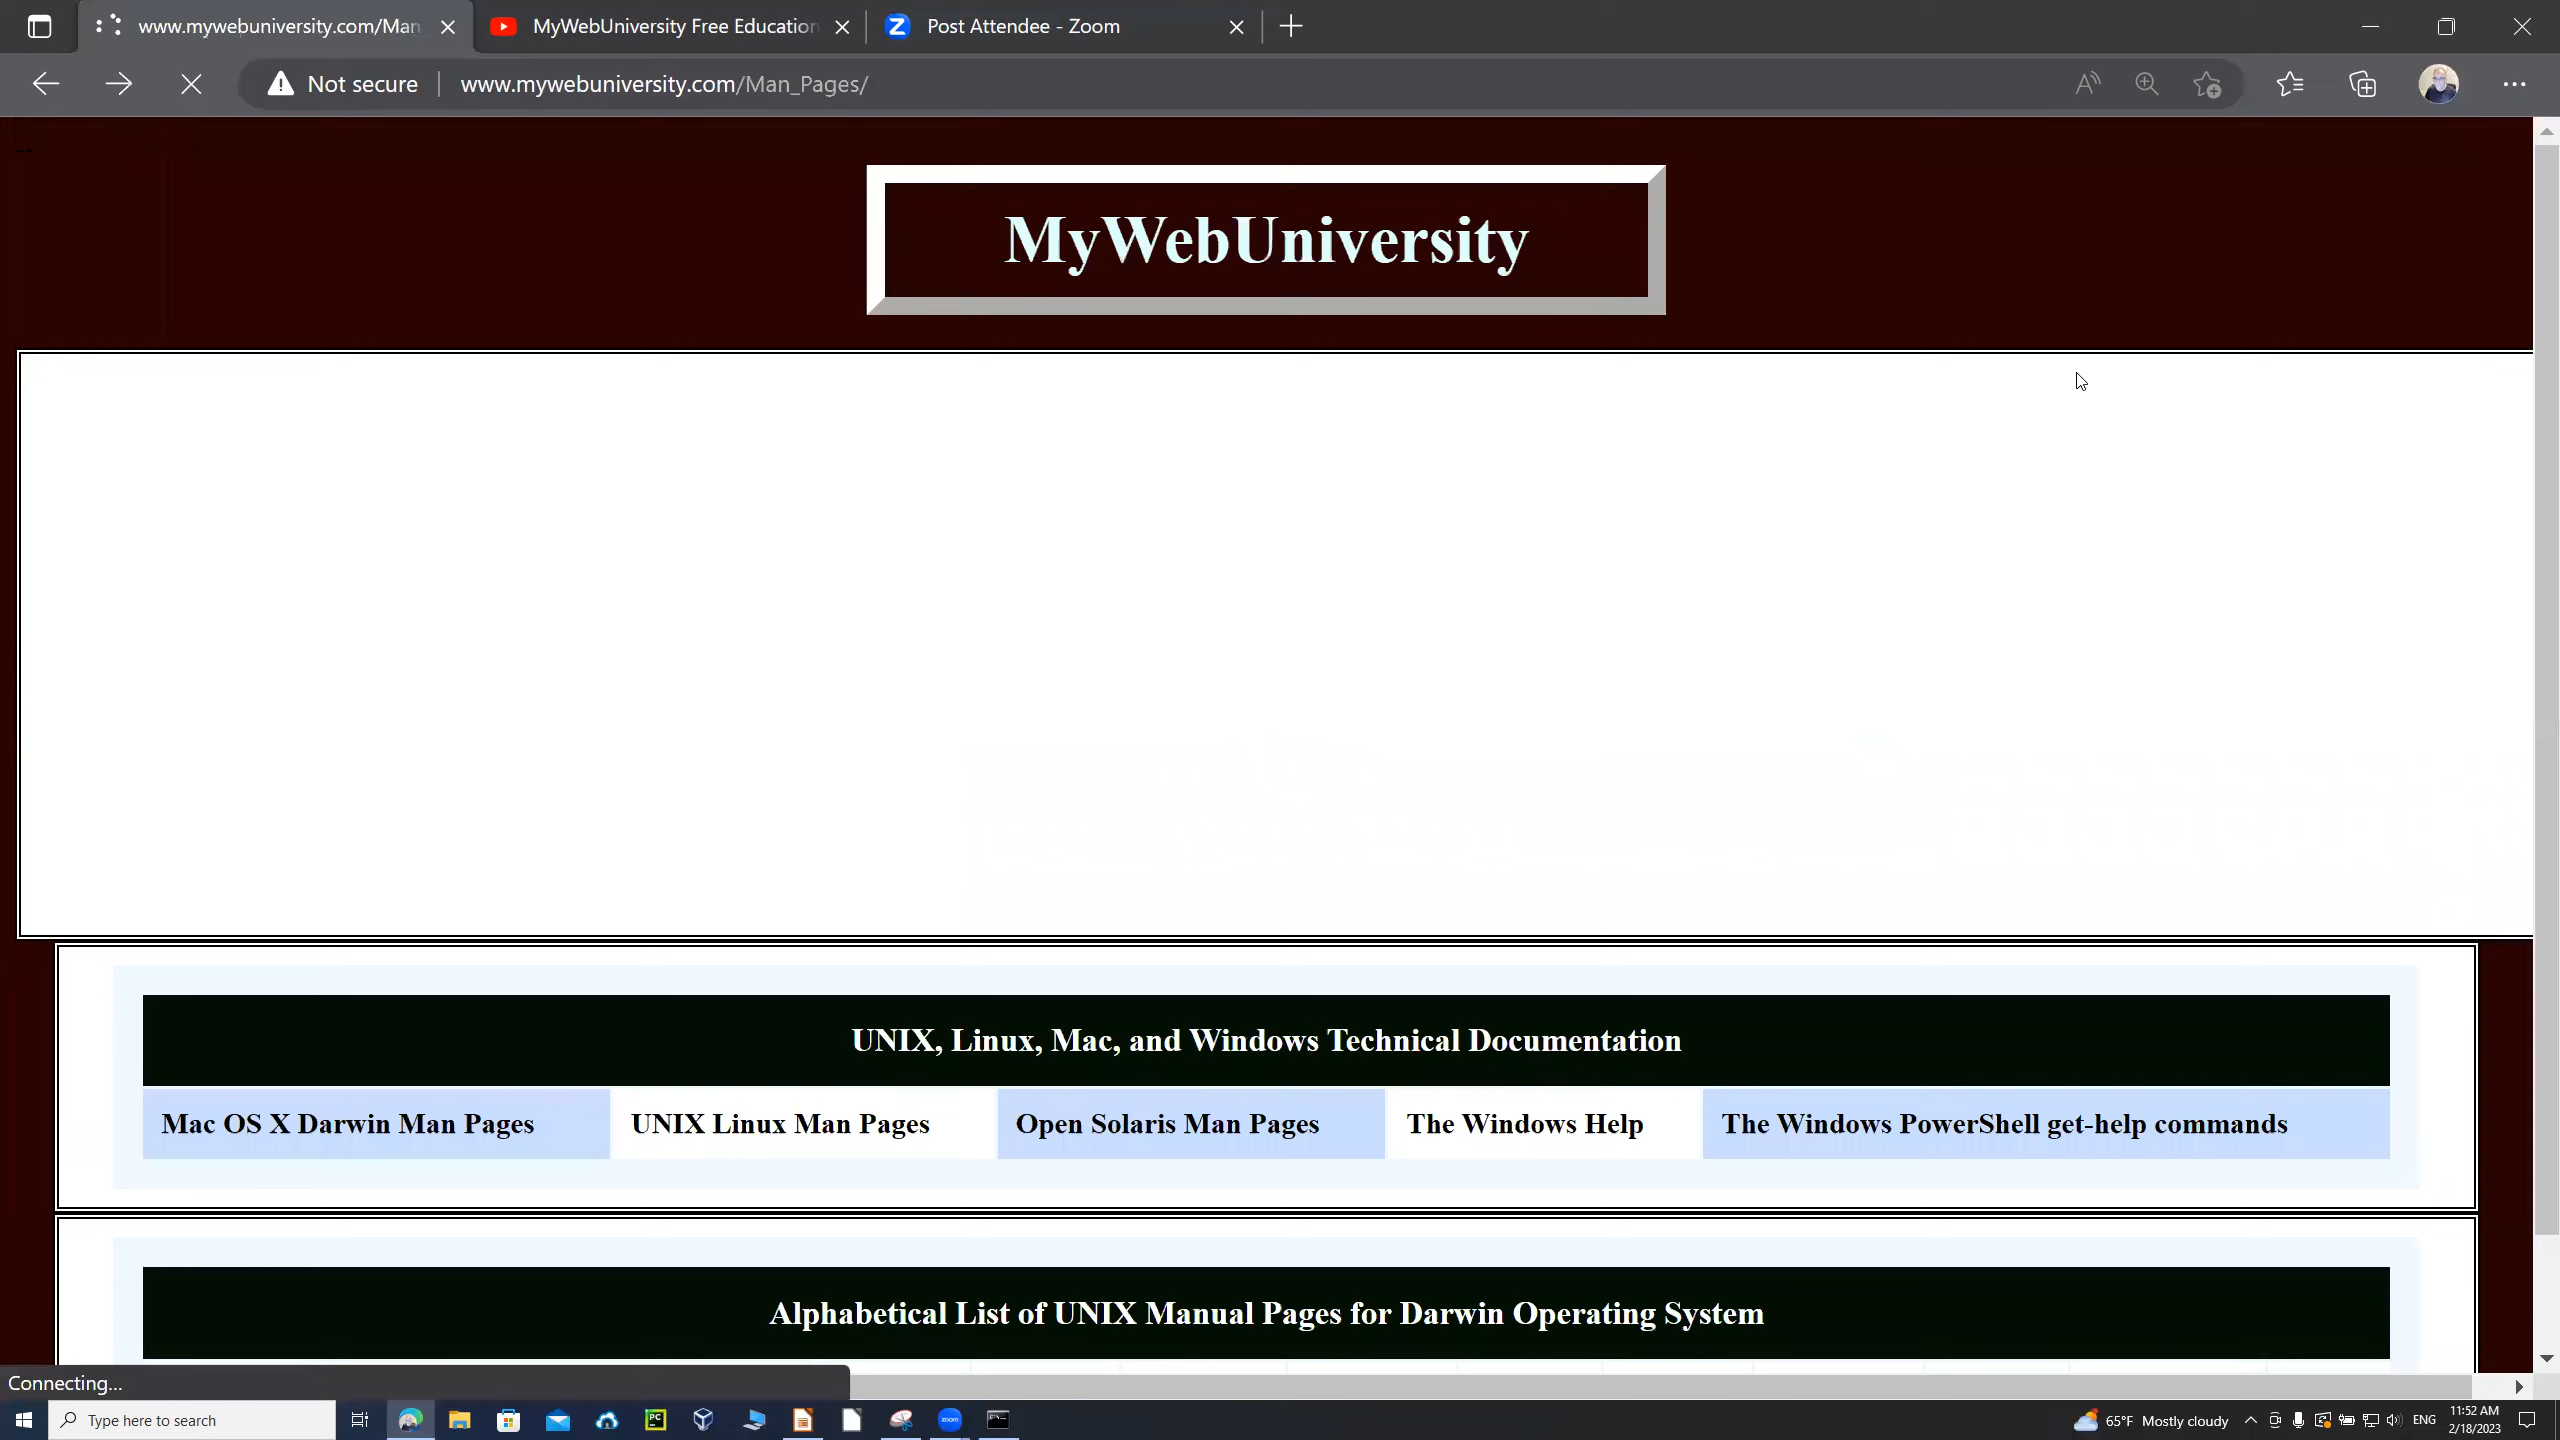 www.mywebuniversity.com/Man
MyWebUniversity Free Education
Post Attendee - Zoom
Not secure
www.mywebuniversity.com/Man_Pages/
MyWebUniversity
UNIX, Linux, Mac, and Windows Technical Documentation
Mac OS X Darwin Man Pages
UNIX Linux Man Pages
Open Solaris Man Pages
The Windows Help
The Windows PowerShell get-help commands
Alphabetical List of UNIX Manual Pages for Darwin Operating System
Connecting...
Type here to search
PC
zoom
65°F Mostly cloudy
ENG
11:52 AM
2/18/2023